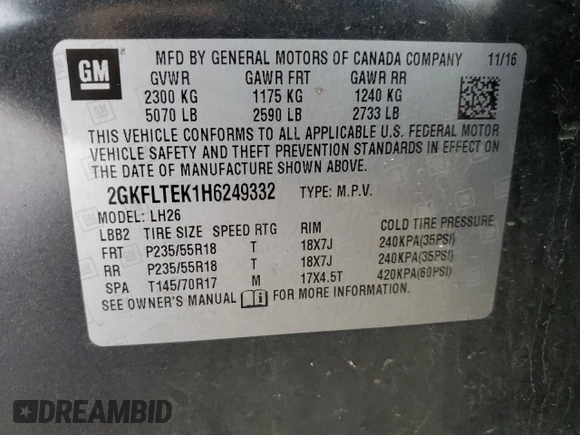 GM
MFD BY GENERAL MOTORS OF CANADA COMPANY 11/16
GVWR GAWR FRT GAWR RR
2300 KG 1175 KG 1240 KG
5070 LB 2590 LB 2733 LB
THIS VEHICLE CONFORMS TO ALL APPLICABLE U.S. FEDERAL MOTOR
VEHICLE SAFETY AND THEFT PREVENTION STANDARDS IN EFFECT ON
THE DATE OF MANUFACTURE SHOWN ABOVE.
2GKFLTEK1H6249332 TYPE: M.P.V.
MODEL: LH26
LBB2 TIRE SIZE SPEED RTG RIM COLD TIRE PRESSURE
FRT P235/55R18 T 18X7J 240KPA(35PSI)
RR P235/55R18 T 18X7J 240KPA(35PSI)
SPA T145/70R17 M 17X4.5T 420KPA(60PSI)
SEE OWNER'S MANUAL FOR MORE INFORMATION.
DREAMBID